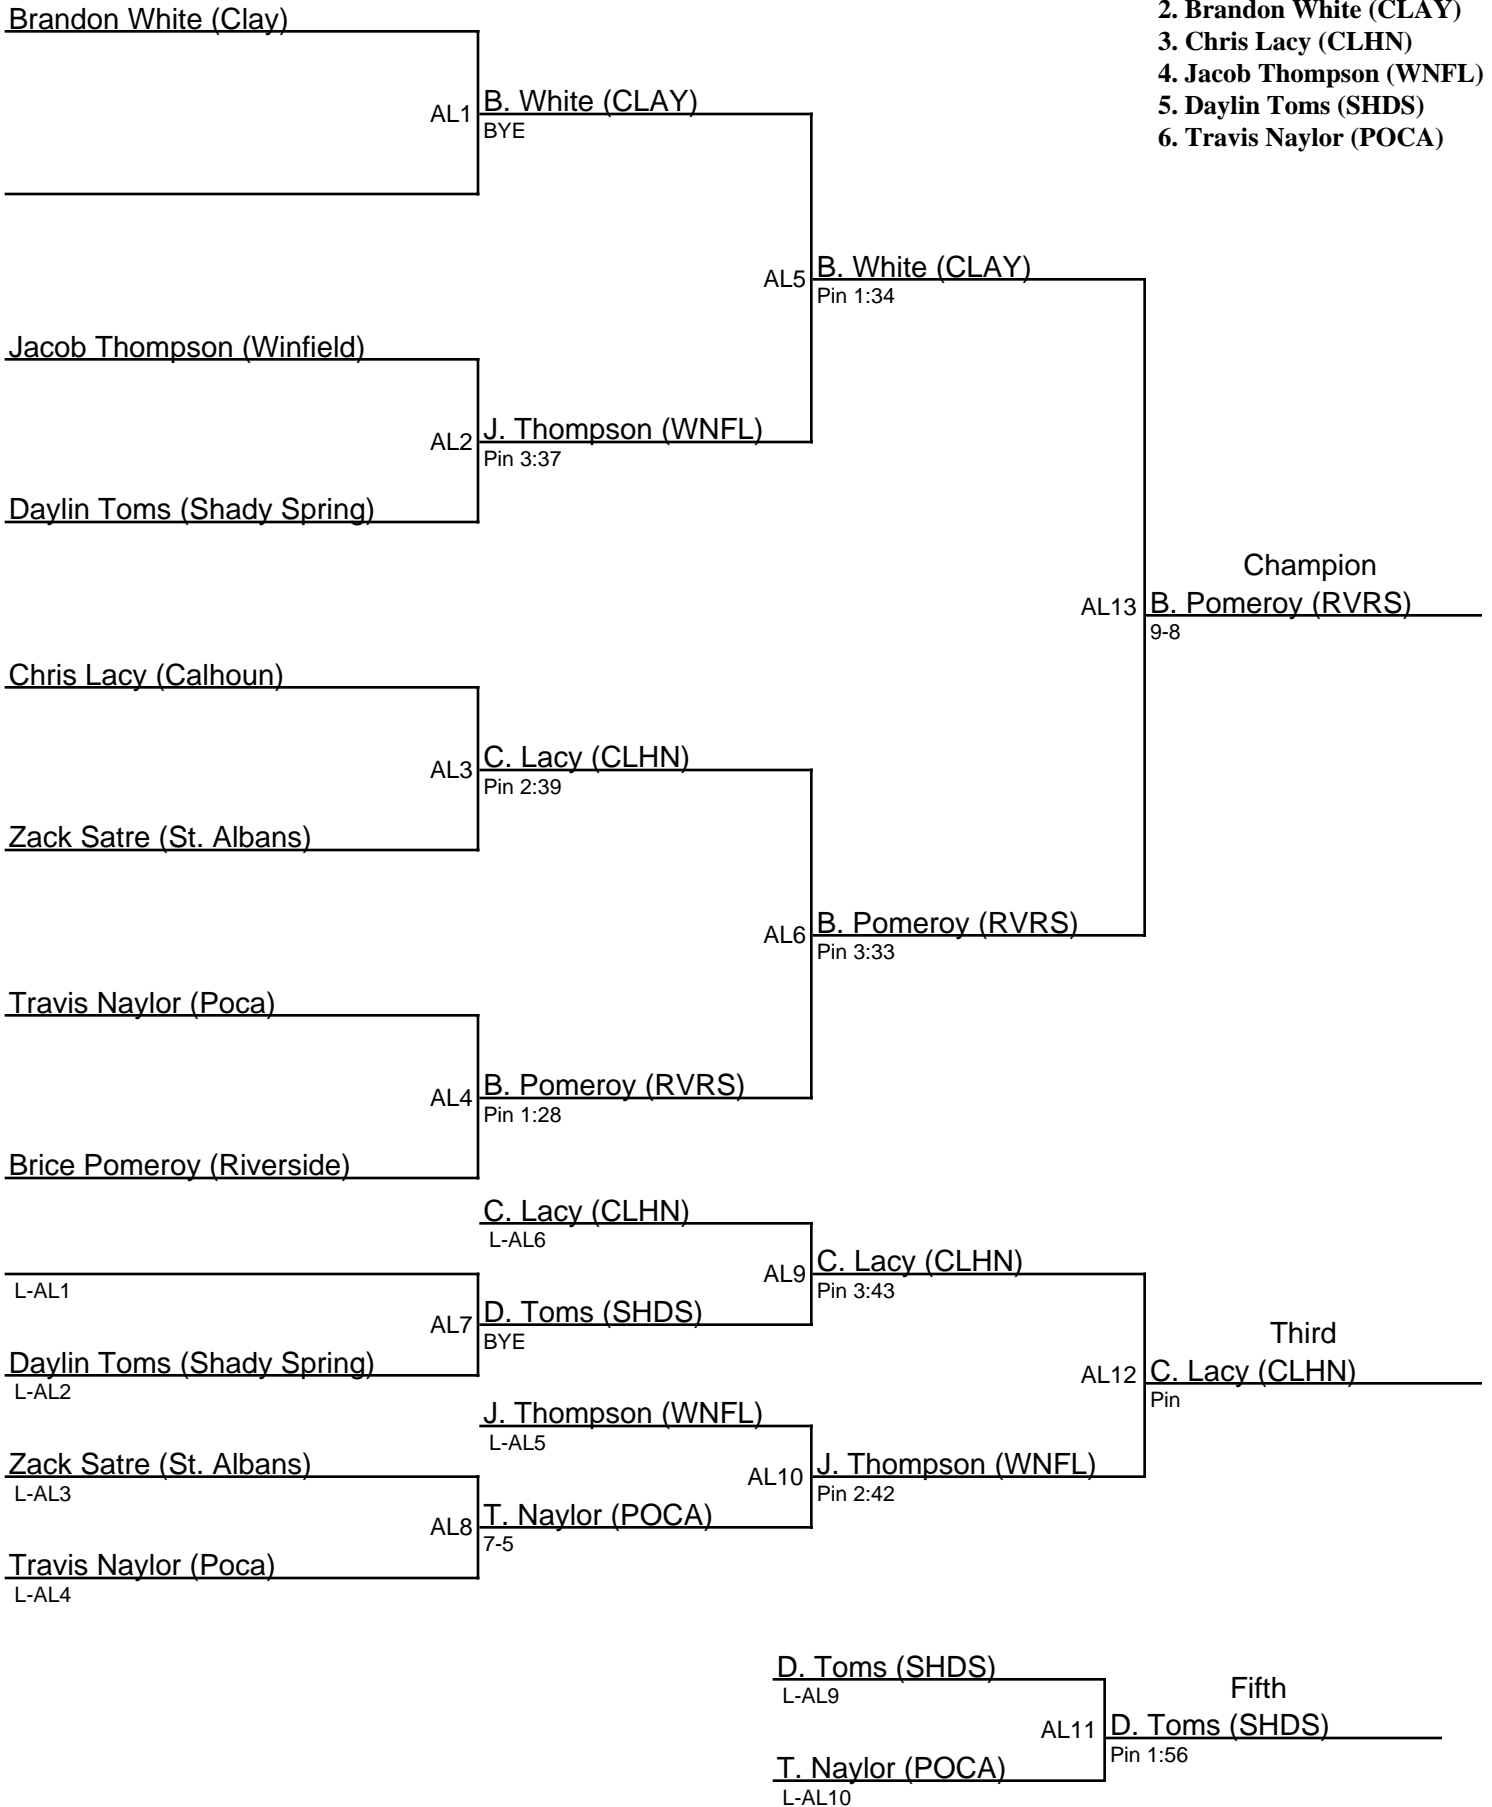 Brandon White (Clay)
2. Brandon White (CLAY)
3. Chris Lacy (CLHN)
4. Jacob Thompson (WNFL)
5. Daylin Toms (SHDS)
6. Travis Naylor (POCA)
AL1
B. White (CLAY)
BYE
AL5
B. White (CLAY)
Pin 1:34
Jacob Thompson (Winfield)
AL2
J. Thompson (WNFL)
Pin 3:37
Daylin Toms (Shady Spring)
Champion
AL13
B. Pomeroy (RVRS)
9-8
Chris Lacy (Calhoun)
AL3
C. Lacy (CLHN)
Pin 2:39
Zack Satre (St. Albans)
AL6
B. Pomeroy (RVRS)
Pin 3:33
Travis Naylor (Poca)
AL4
B. Pomeroy (RVRS)
Pin 1:28
Brice Pomeroy (Riverside)
C. Lacy (CLHN)
L-AL6
AL9
C. Lacy (CLHN)
Pin 3:43
L-AL1
AL7
D. Toms (SHDS)
BYE
Daylin Toms (Shady Spring)
L-AL2
Third
AL12
C. Lacy (CLHN)
Pin
J. Thompson (WNFL)
L-AL5
Zack Satre (St. Albans)
L-AL3
AL10
J. Thompson (WNFL)
Pin 2:42
AL8
T. Naylor (POCA)
7-5
Travis Naylor (Poca)
L-AL4
D. Toms (SHDS)
L-AL9
Fifth
AL11
D. Toms (SHDS)
Pin 1:56
T. Naylor (POCA)
L-AL10